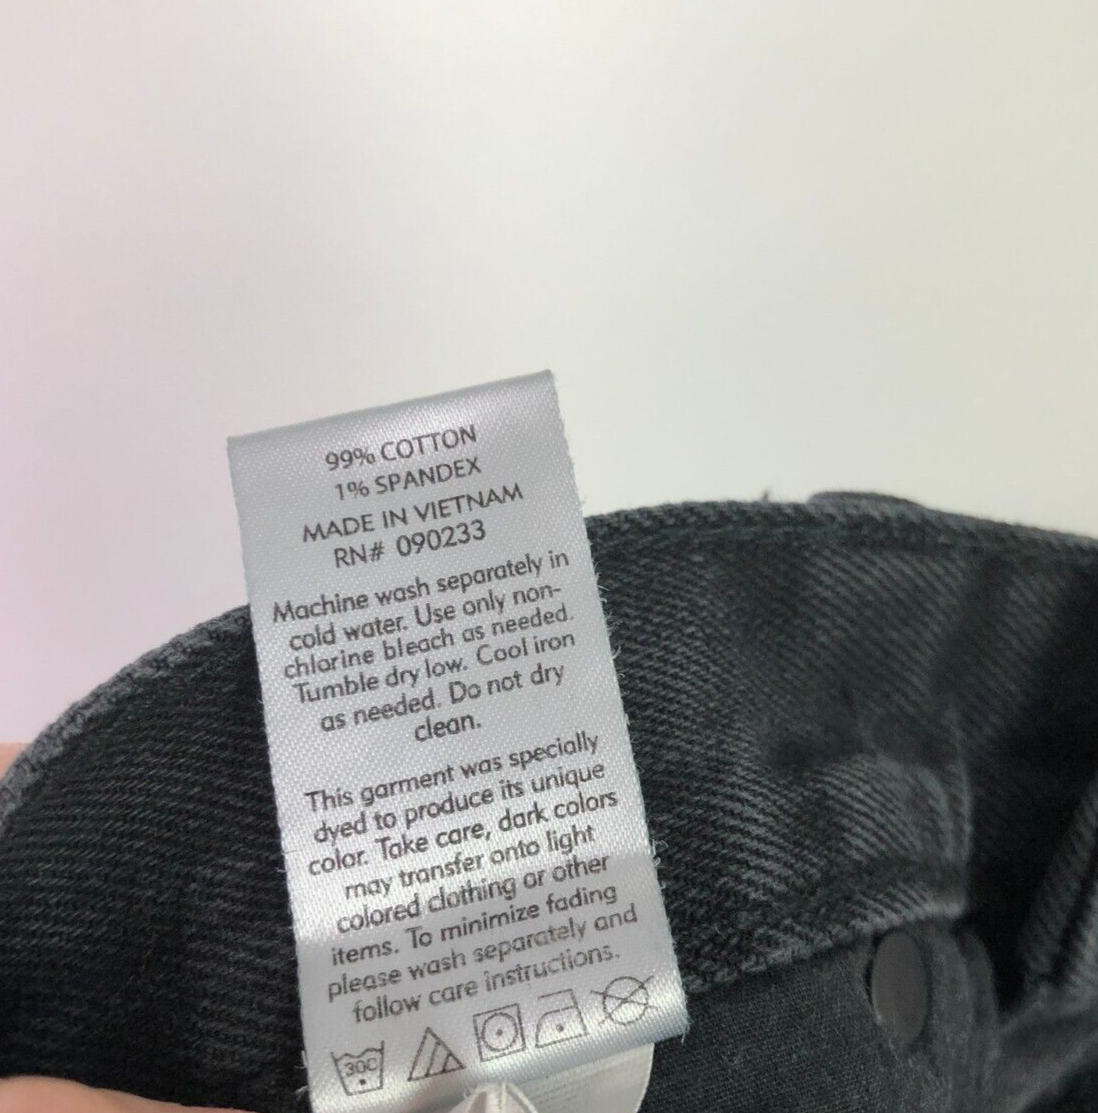 99% COTTON
1% SPANDEX
MADE IN VIETNAM
RN# 090233
Machine wash separately in
cold water. Use only non-
chlorine bleach as needed.
Tumble dry low. Cool iron
as needed. Do not dry
clean.
This garment was specially
dyed to produce its unique
color. Take care, dark colors
may transfer onto light
colored clothing or other
items. To minimize fading
please wash separately and
follow care instructions.
30C